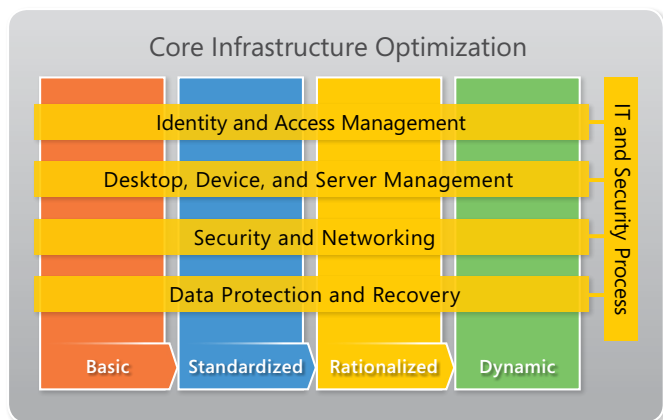 Core Infrastructure Optimization
Identity and Access Management
Desktop, Device, and Server Management
Security and Networking
Data Protection and Recovery
IT and Security Process
Basic
Standardized
Rationalized
Dynamic